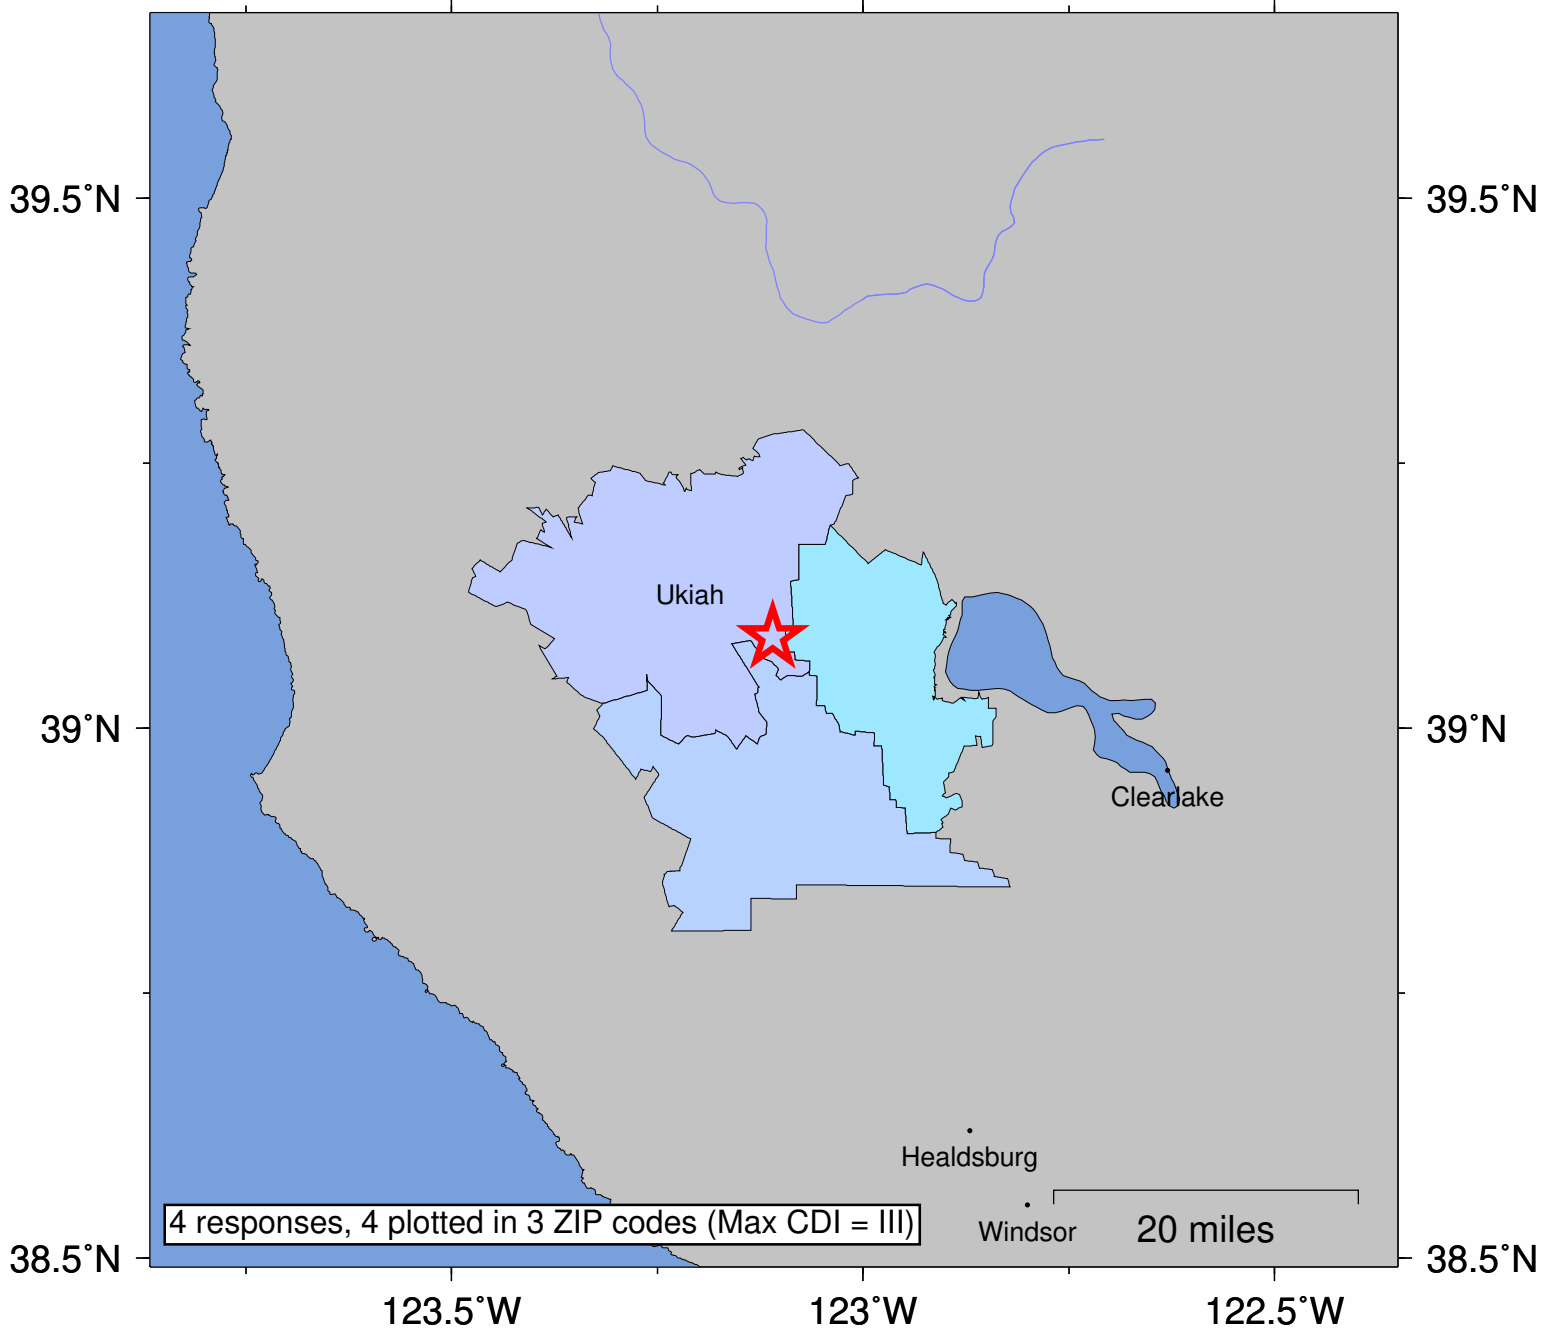 39.5˚N
39.5˚N
Ukiah
39˚N
39˚N
Clearlake
Healdsburg
4 responses, 4 plotted in 3 ZIP codes (Max CDI = III)
Windsor
20 miles
38.5˚N
38.5˚N
123.5˚W
123˚W
122.5˚W